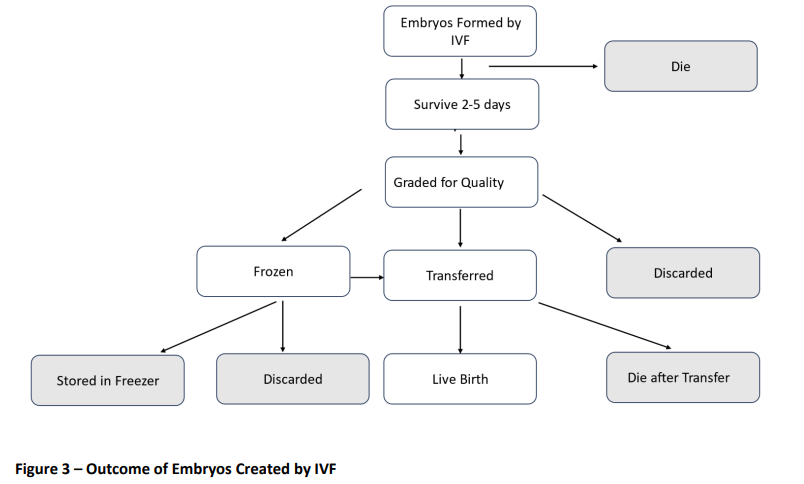 Embryos Formed by
IVF
Die
Survive 2-5 days
Graded for Quality
Frozen
Transferred
Discarded
Stored in Freezer
Discarded
Live Birth
Die after Transfer
Figure 3 – Outcome of Embryos Created by IVF